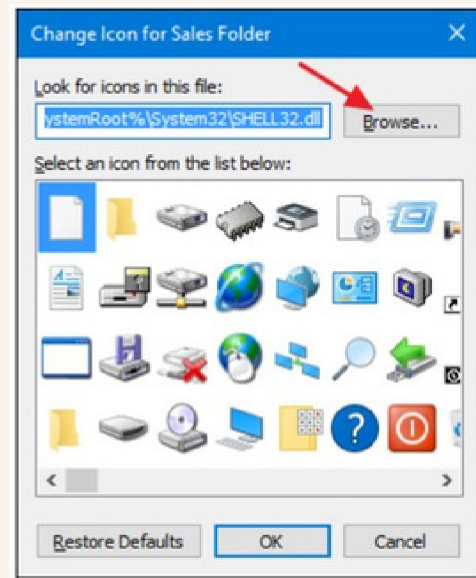 Change Icon for Sales Folder
Look for icons in this file:
ystemRoot%\System32\SHELL32.dll
Browse...
Select an icon from the list below:
Restore Defaults
OK
Cancel